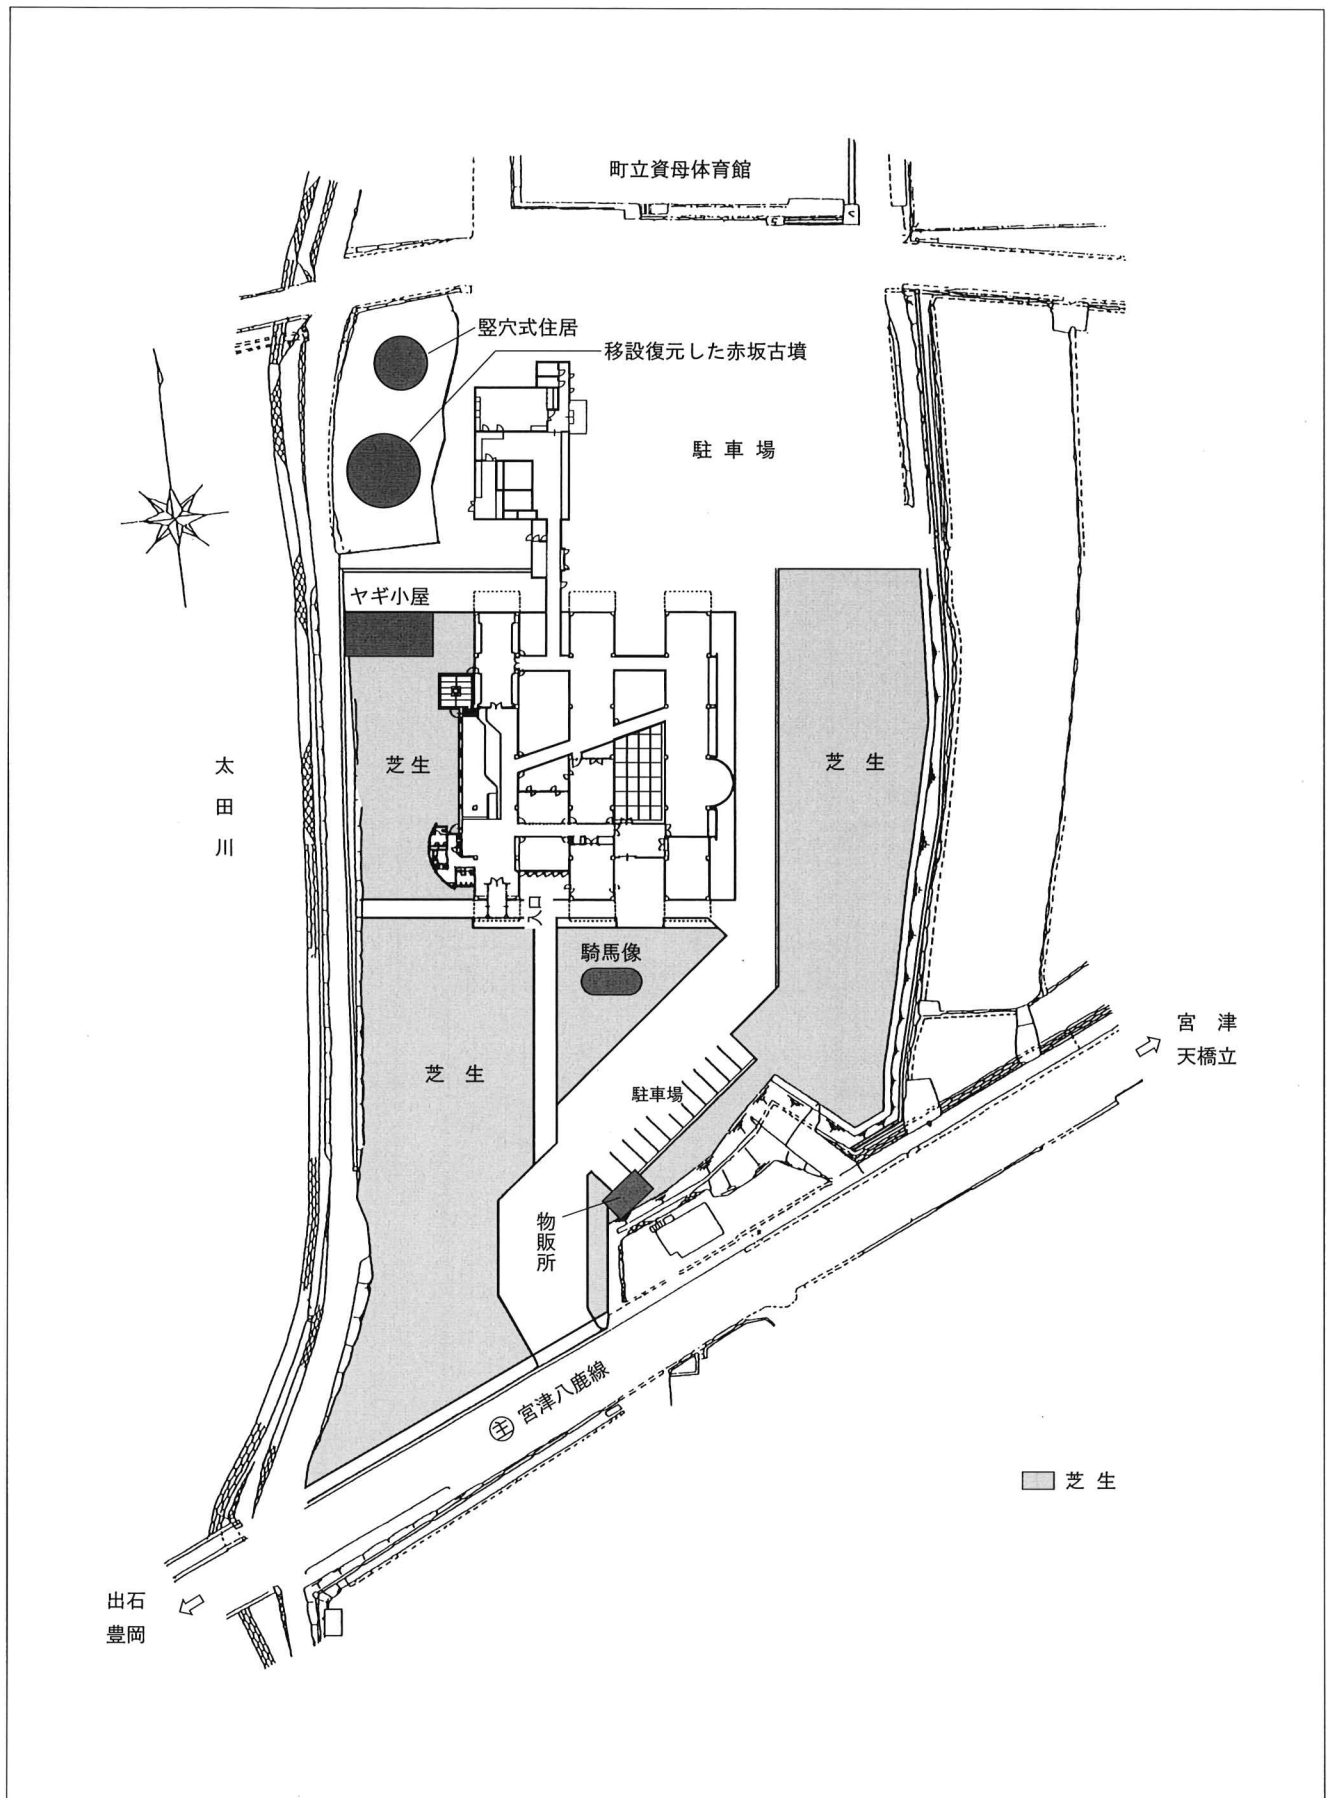 町立資母体育館
竪穴式住居
移設復元した赤坂古墳
駐車場
ヤギ小屋
太田川
芝生
芝生
入口
騎馬像
芝生
駐車場
物販所
宮津
天橋立
主 宮津八鹿線
芝生
出石
豊岡